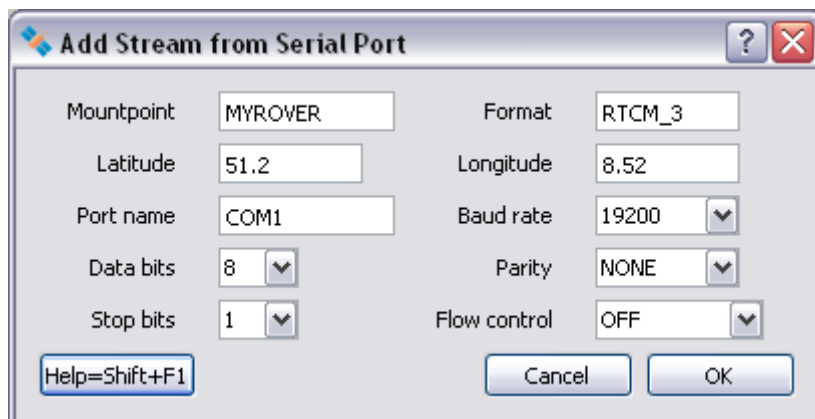 Add Stream from Serial Port ?
Mountpoint MYROVER Format RTCM_3
Latitude 51.2 Longitude 8.52
Port name COM1 Baud rate 19200
Data bits 8 Parity NONE
Stop bits 1 Flow control OFF
Help=Shift+F1 Cancel OK